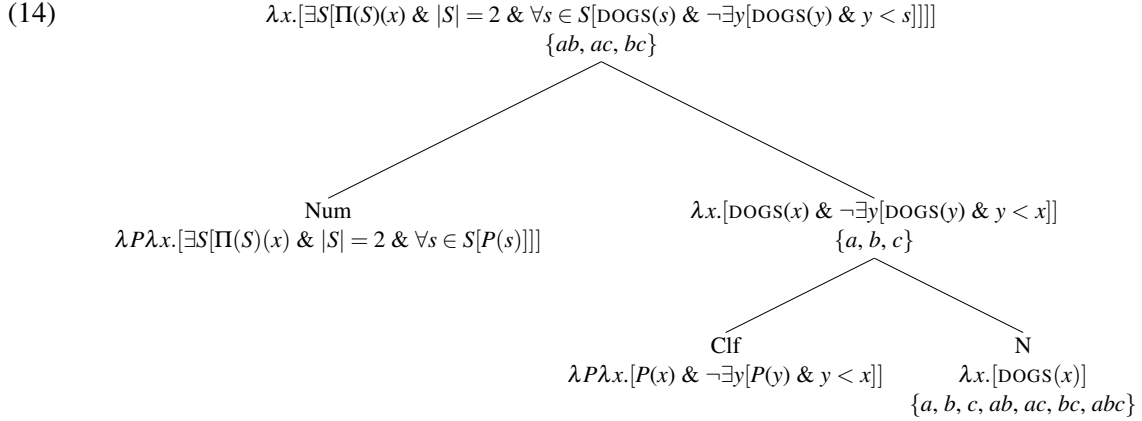 (14) λx.[∃S[Π(S)(x) & |S| = 2 & ∀s ∈ S[DOGS(s) & ¬∃y[DOGS(y) & y < s]]]]
{ab, ac, bc}
Num λx.[DOGS(x) & ¬∃y[DOGS(y) & y < x]]
λPλx.[∃S[Π(S)(x) & |S| = 2 & ∀s ∈ S[P(s)]]] {a, b, c}
Clf N
λPλx.[P(x) & ¬∃y[P(y) & y < x]] λx.[DOGS(x)]
{a, b, c, ab, ac, bc, abc}